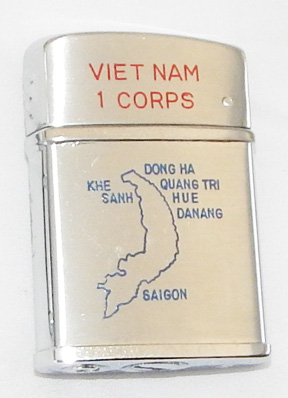 VIET NAM
1 CORPS
DONG HA
KHE QUANG TRI
SANH HUE
DANANG
SAIGON